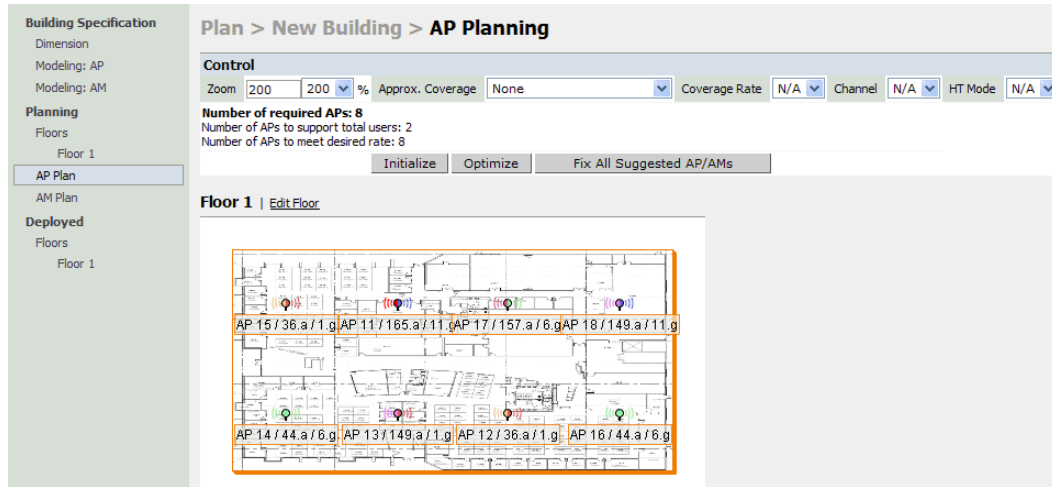 Building Specification
Dimension
Modeling: AP
Modeling: AM
Planning
Floors
Floor 1
AP Plan
AM Plan
Deployed
Floors
Floor 1
Plan > New Building > AP Planning
Control
Zoom 200 200 % Approx. Coverage None Coverage Rate N/A Channel N/A HT Mode N/A
Number of required APs: 8
Number of APs to support total users: 2
Number of APs to meet desired rate: 8
Initialize Optimize Fix All Suggested AP/AMs
Floor 1 | Edit Floor
AP 15 / 36.a / 1.g AP 11 / 165.a / 11.g AP 17 / 157.a / 6.g AP 18 / 149.a / 11.g
AP 14 / 44.a / 6.g AP 13 / 149.a / 1.g AP 12 / 36.a / 1.g AP 16 / 44.a / 6.g